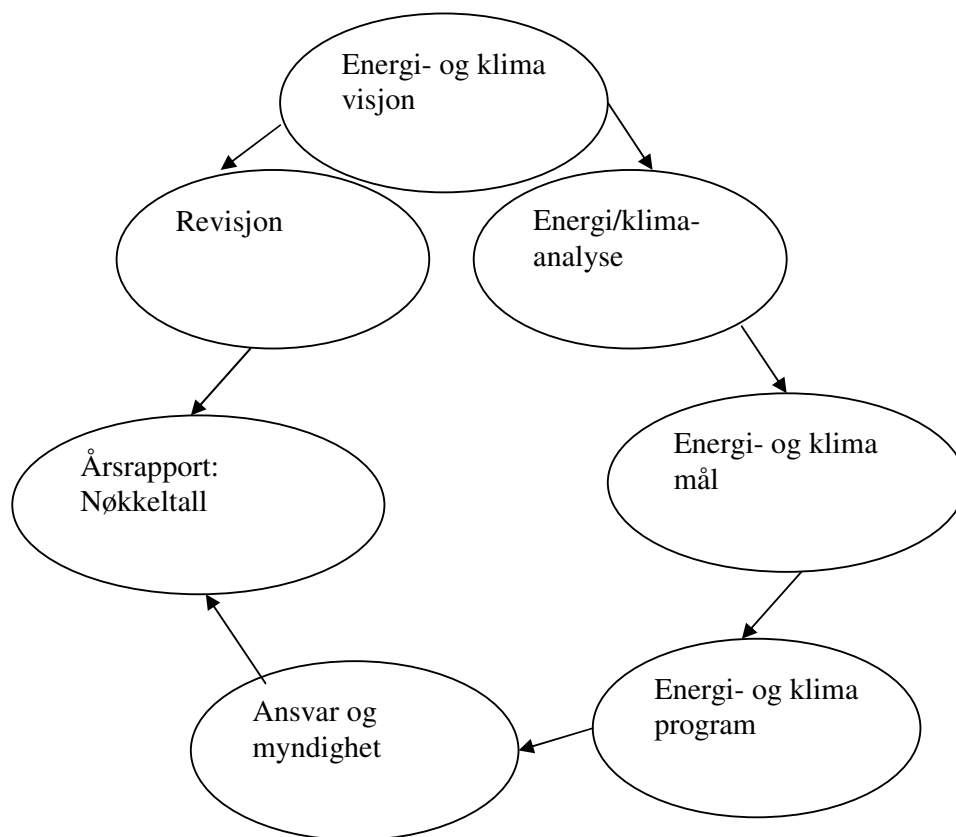 Energi- og klima
visjon
Revisjon
Energi/klima-
analyse
Årsrapport:
Nøkkeltall
Energi- og klima
mål
Ansvar og
myndighet
Energi- og klima
program